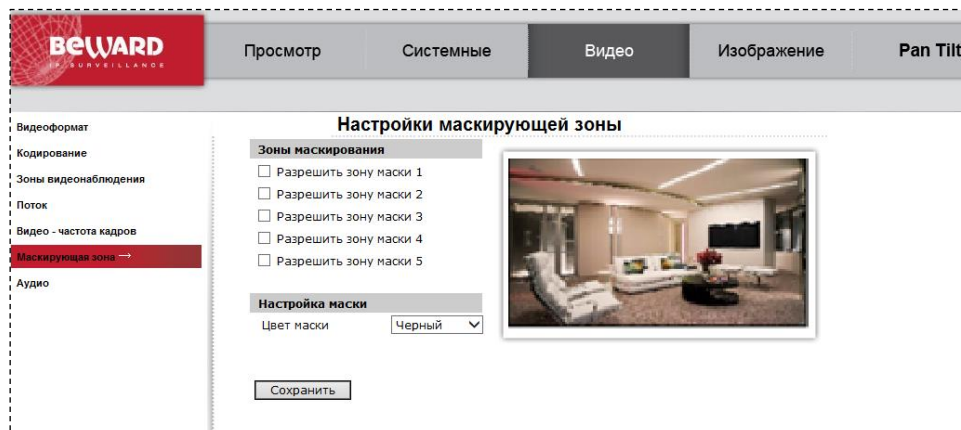 BEWARD
IP SURVEILLANCE
Просмотр
Системные
Видео
Изображение
Pan Tilt
Видеоформат
Кодирование
Зоны видеонаблюдения
Поток
Видео - частота кадров
Маскирующая зона →
Аудио
Настройки маскирующей зоны
Зоны маскирования
Разрешить зону маски 1
Разрешить зону маски 2
Разрешить зону маски 3
Разрешить зону маски 4
Разрешить зону маски 5
Настройка маски
Цвет маски Черный
Сохранить